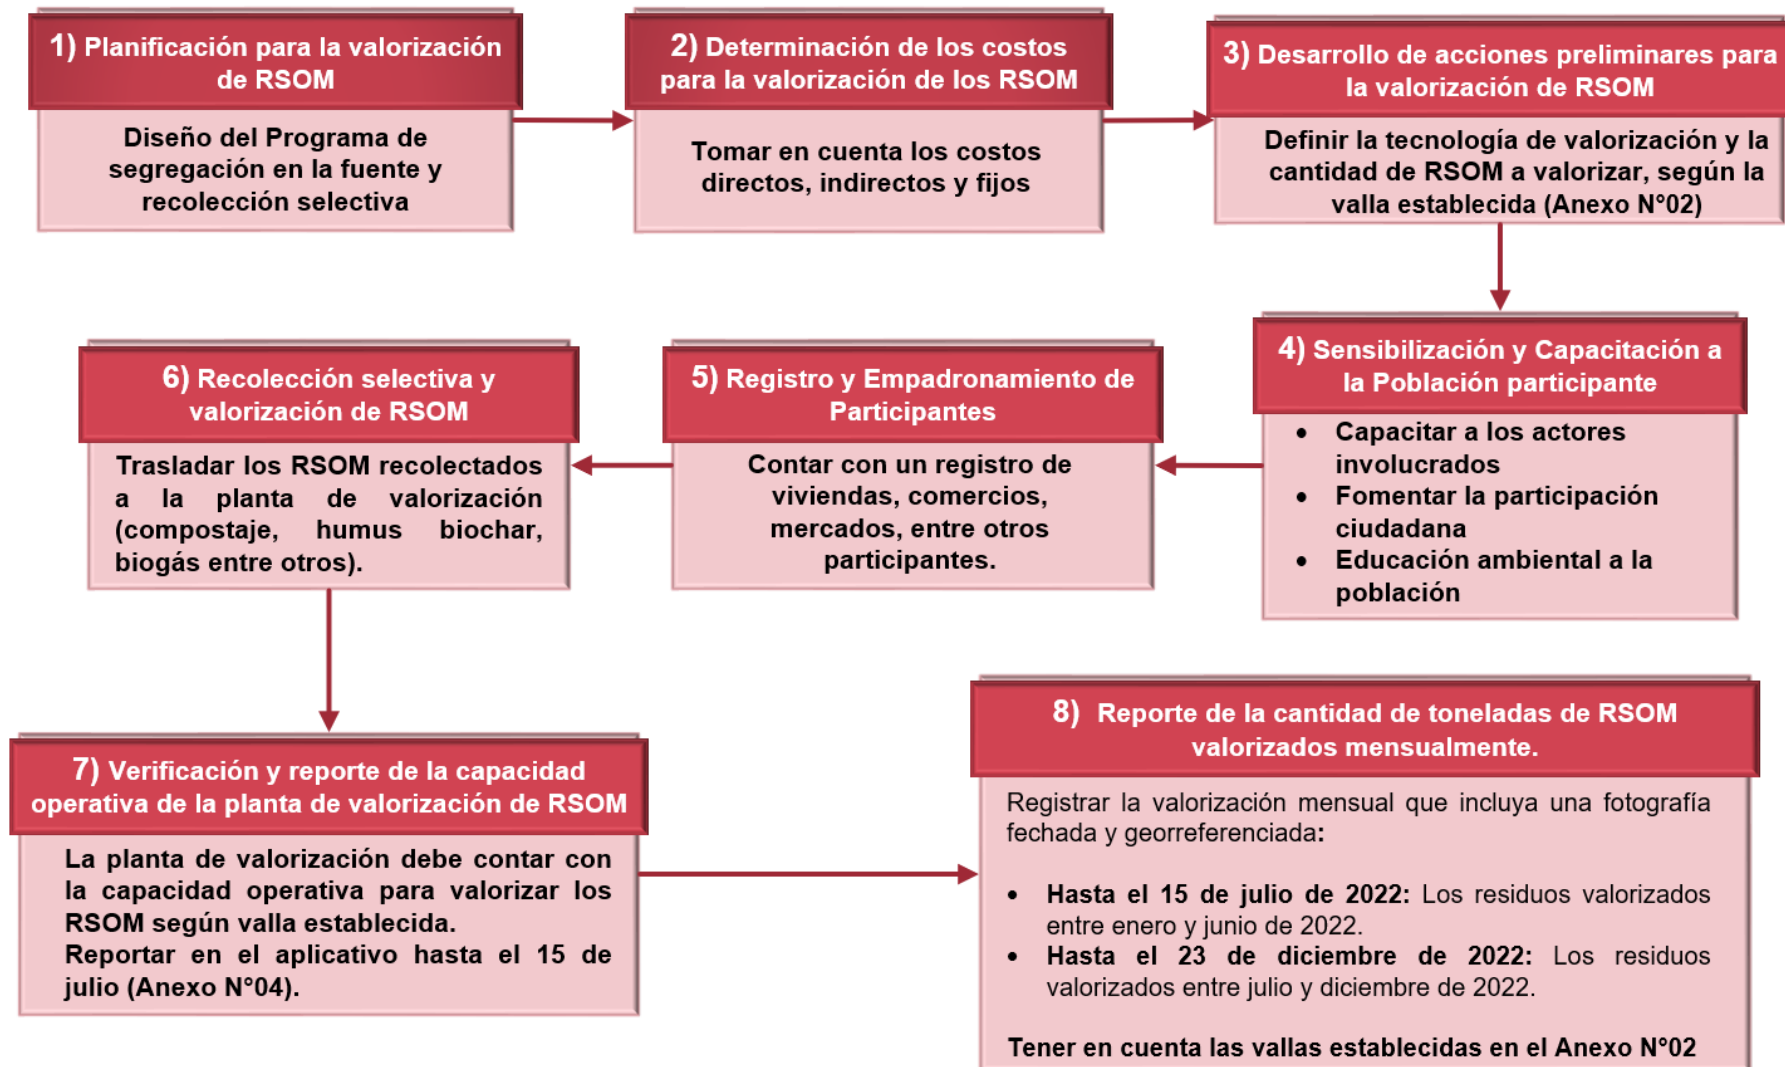 1) Planificación para la valorización
de RSOM
Diseño del Programa de
segregación en la fuente y
recolección selectiva
2) Determinación de los costos
para la valorización de los RSOM
Tomar en cuenta los costos
directos, indirectos y fijos
3) Desarrollo de acciones preliminares para
la valorización de RSOM
Definir la tecnología de valorización y la
cantidad de RSOM a valorizar, según la
valla establecida (Anexo N°02)
4) Sensibilización y Capacitación a
la Población participante
• Capacitar a los actores
involucrados
• Fomentar la participación
ciudadana
• Educación ambiental a la
población
5) Registro y Empadronamiento de
Participantes
Contar con un registro de
viviendas, comercios,
mercados, entre otros
participantes.
6) Recolección selectiva y
valorización de RSOM
Trasladar los RSOM recolectados
a la planta de valorización
(compostaje, humus biochar,
biogás entre otros).
7) Verificación y reporte de la capacidad
operativa de la planta de valorización de RSOM
La planta de valorización debe contar con
la capacidad operativa para valorizar los
RSOM según valla establecida.
Reportar en el aplicativo hasta el 15 de
julio (Anexo N°04).
8) Reporte de la cantidad de toneladas de RSOM
valorizados mensualmente.
Registrar la valorización mensual que incluya una fotografía
fechada y georreferenciada:
• Hasta el 15 de julio de 2022: Los residuos valorizados
entre enero y junio de 2022.
• Hasta el 23 de diciembre de 2022: Los residuos
valorizados entre julio y diciembre de 2022.
Tener en cuenta las vallas establecidas en el Anexo N°02